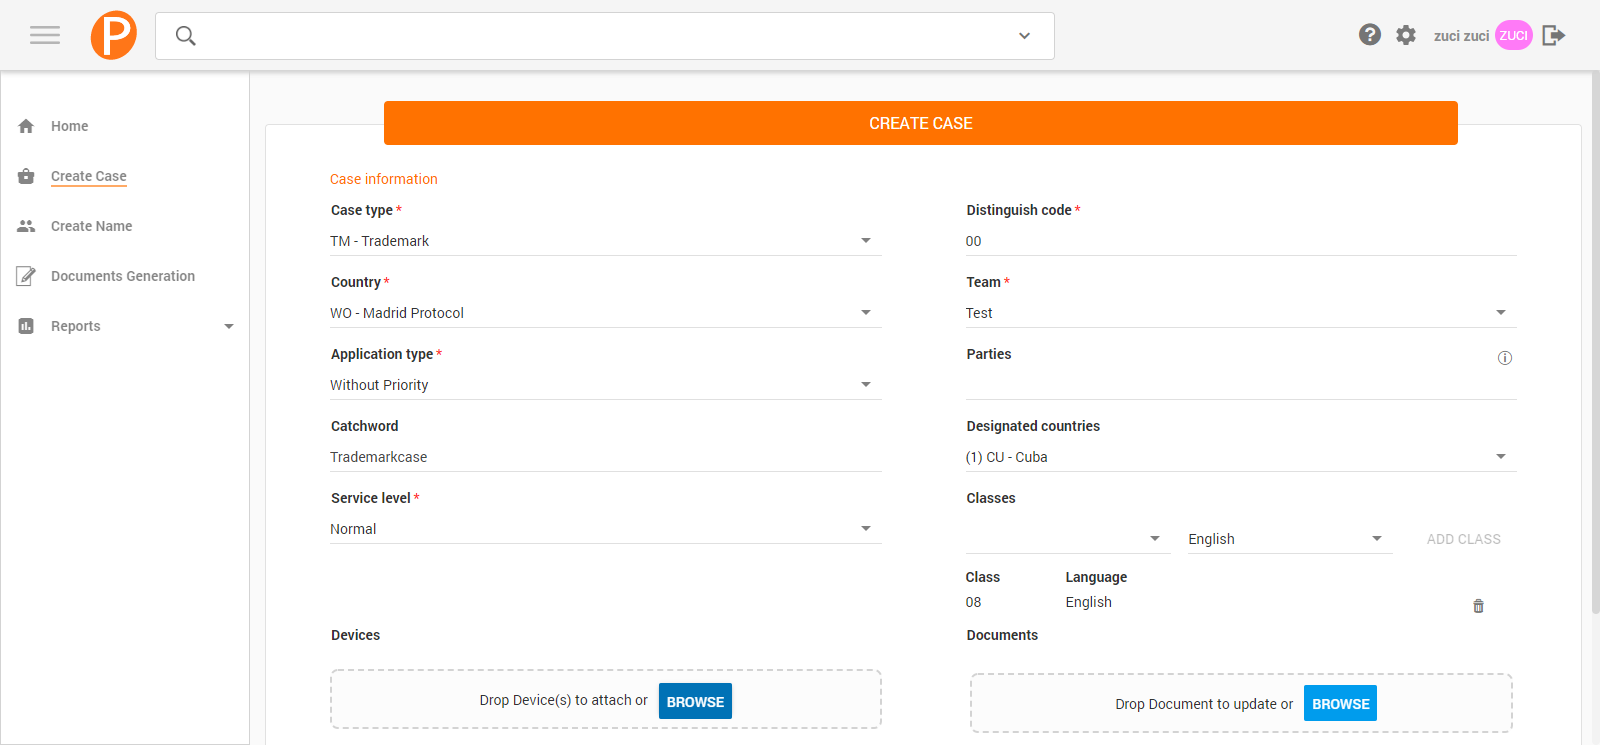 P
zuci zuci ZUCI
Home
Create Case
Create Name
Documents Generation
Reports
CREATE CASE
Case information
Case type *
TM - Trademark
Distinguish code *
00
Country *
WO - Madrid Protocol
Team *
Test
Application type *
Without Priority
Parties
Catchword
Trademarkcase
Designated countries
(1) CU - Cuba
Service level *
Normal
Classes
English ADD CLASS
Class Language
08 English
Devices
Drop Device(s) to attach or BROWSE
Documents
Drop Document to update or BROWSE